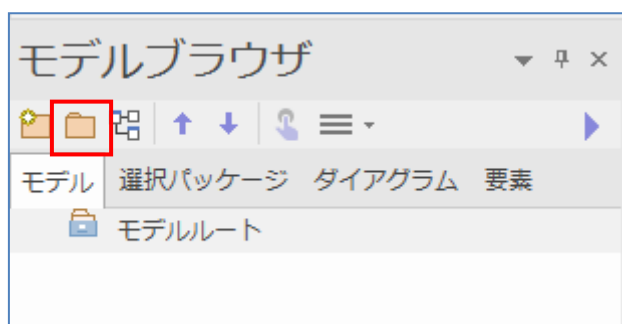 モデルブラウザ
モデル 選択パッケージ ダイアグラム 要素
モデルルート